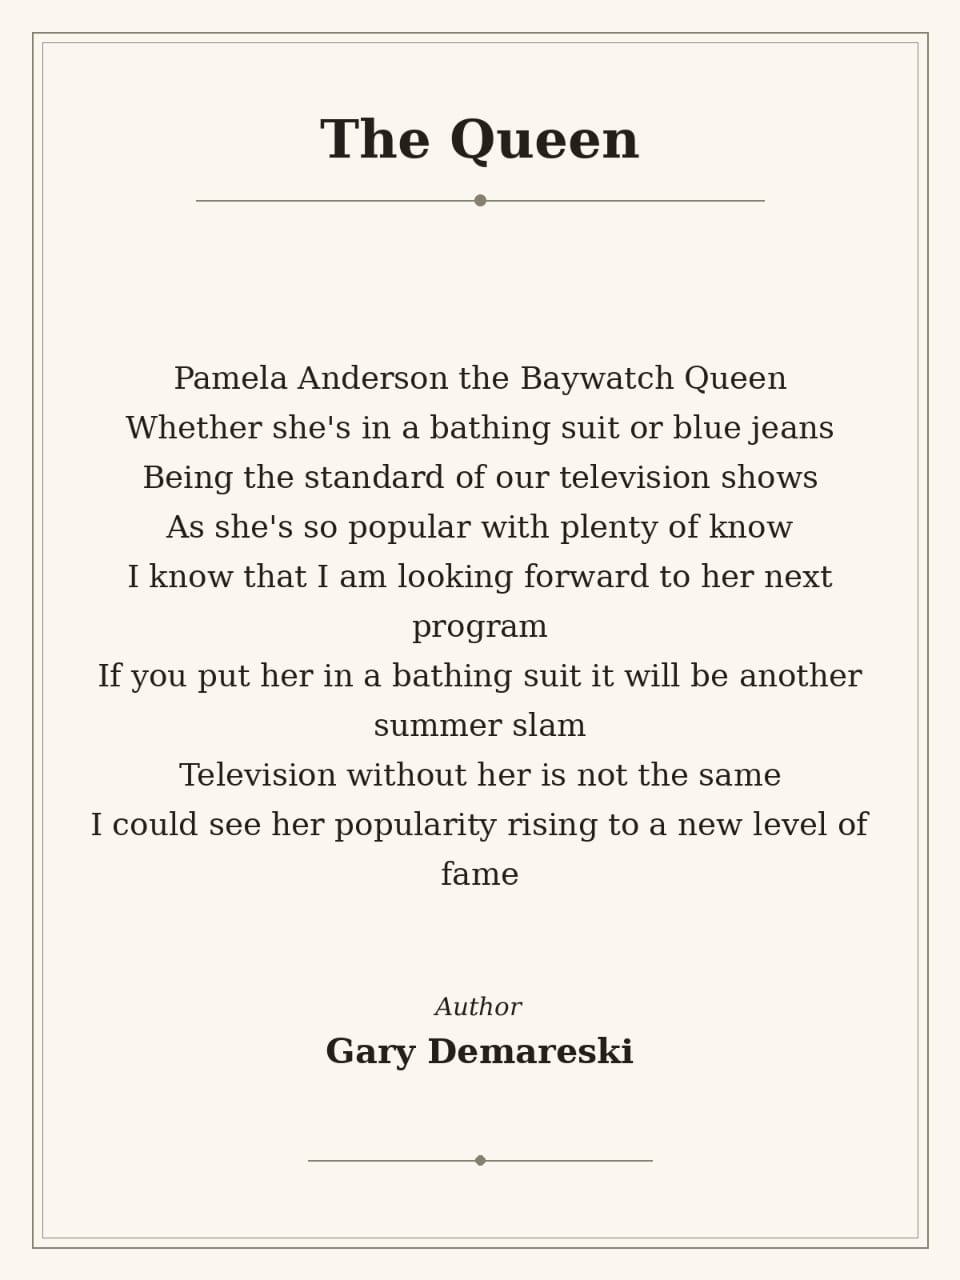 The Queen
Pamela Anderson the Baywatch Queen
Whether she's in a bathing suit or blue jeans
Being the standard of our television shows
As she's so popular with plenty of know
I know that I am looking forward to her next
program
If you put her in a bathing suit it will be another
summer slam
Television without her is not the same
I could see her popularity rising to a new level of
fame
Author
Gary Demareski